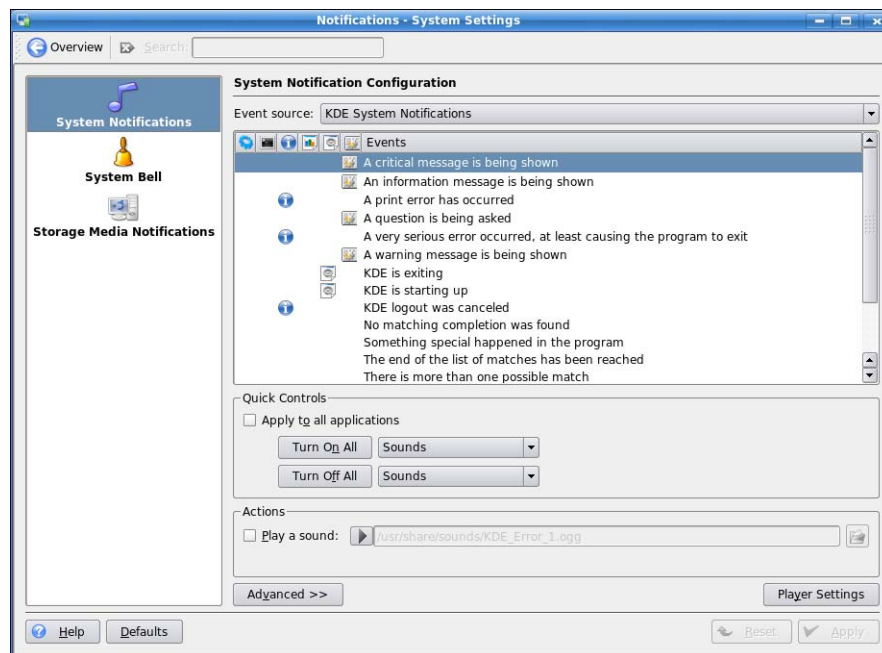 Notifications - System Settings
Overview Search:
System Notifications
System Bell
Storage Media Notifications
System Notification Configuration
Event source: KDE System Notifications
Events
A critical message is being shown
An information message is being shown
A print error has occurred
A question is being asked
A very serious error occurred, at least causing the program to exit
A warning message is being shown
KDE is exiting
KDE is starting up
KDE logout was canceled
No matching completion was found
Something special happened in the program
The end of the list of matches has been reached
There is more than one possible match
Quick Controls
Apply to all applications
Turn On All Sounds
Turn Off All Sounds
Actions
Play a sound: /usr/share/sounds/KDE_Error_1.ogg
Advanced >> Player Settings
Help Defaults Reset Apply